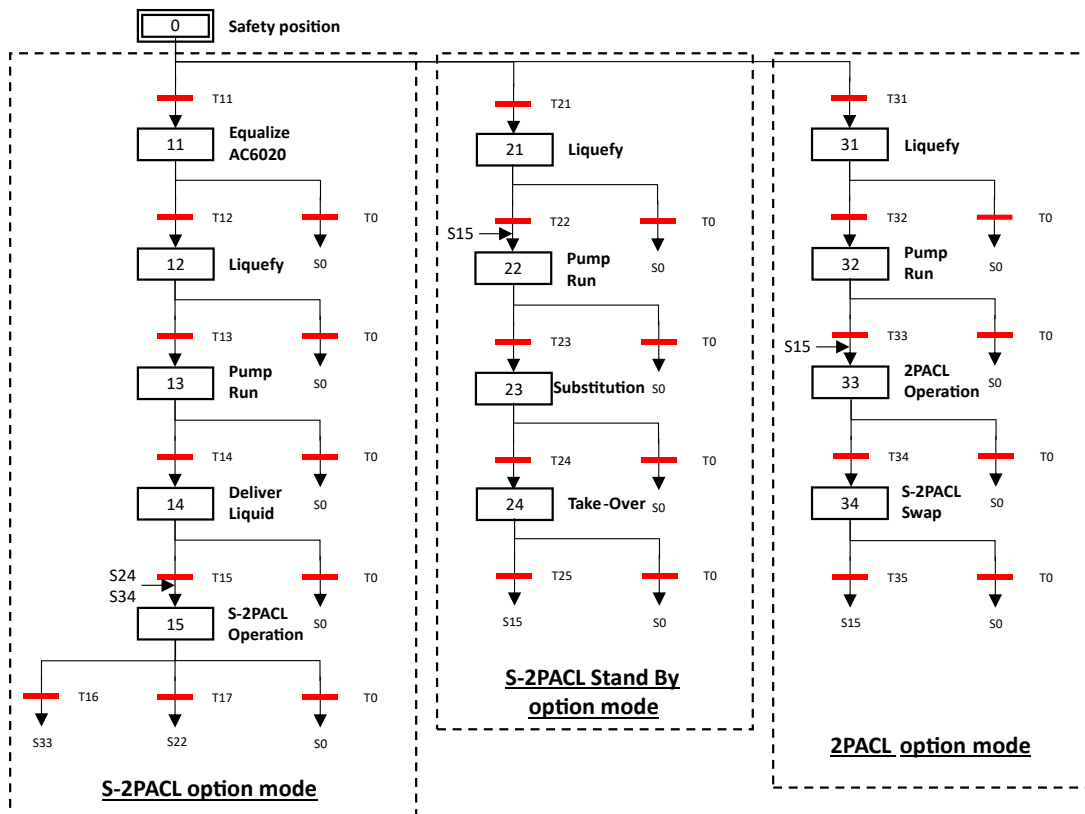 0 Safety position
T11
11 Equalize
AC6020
T12 T0
S0
12 Liquefy
T13 T0
S0
13 Pump
Run
T14 T0
S0
14 Deliver
Liquid
T15 T0
S24
S34
S0
15 S-2PACL
Operation
T16 T17 T0
S33 S22 S0
S-2PACL option mode
T21
21 Liquefy
T22 T0
S15
S0
22 Pump
Run
T23 T0
S0
23 Substitution
T24 T0
S0
24 Take-Over
T25 T0
S15 S0
S-2PACL Stand By
option mode
T31
31 Liquefy
T32 T0
S0
32 Pump
Run
T33 T0
S15
S0
33 2PACL
Operation
T34 T0
S0
34 S-2PACL
Swap
T35 T0
S15 S0
2PACL option mode